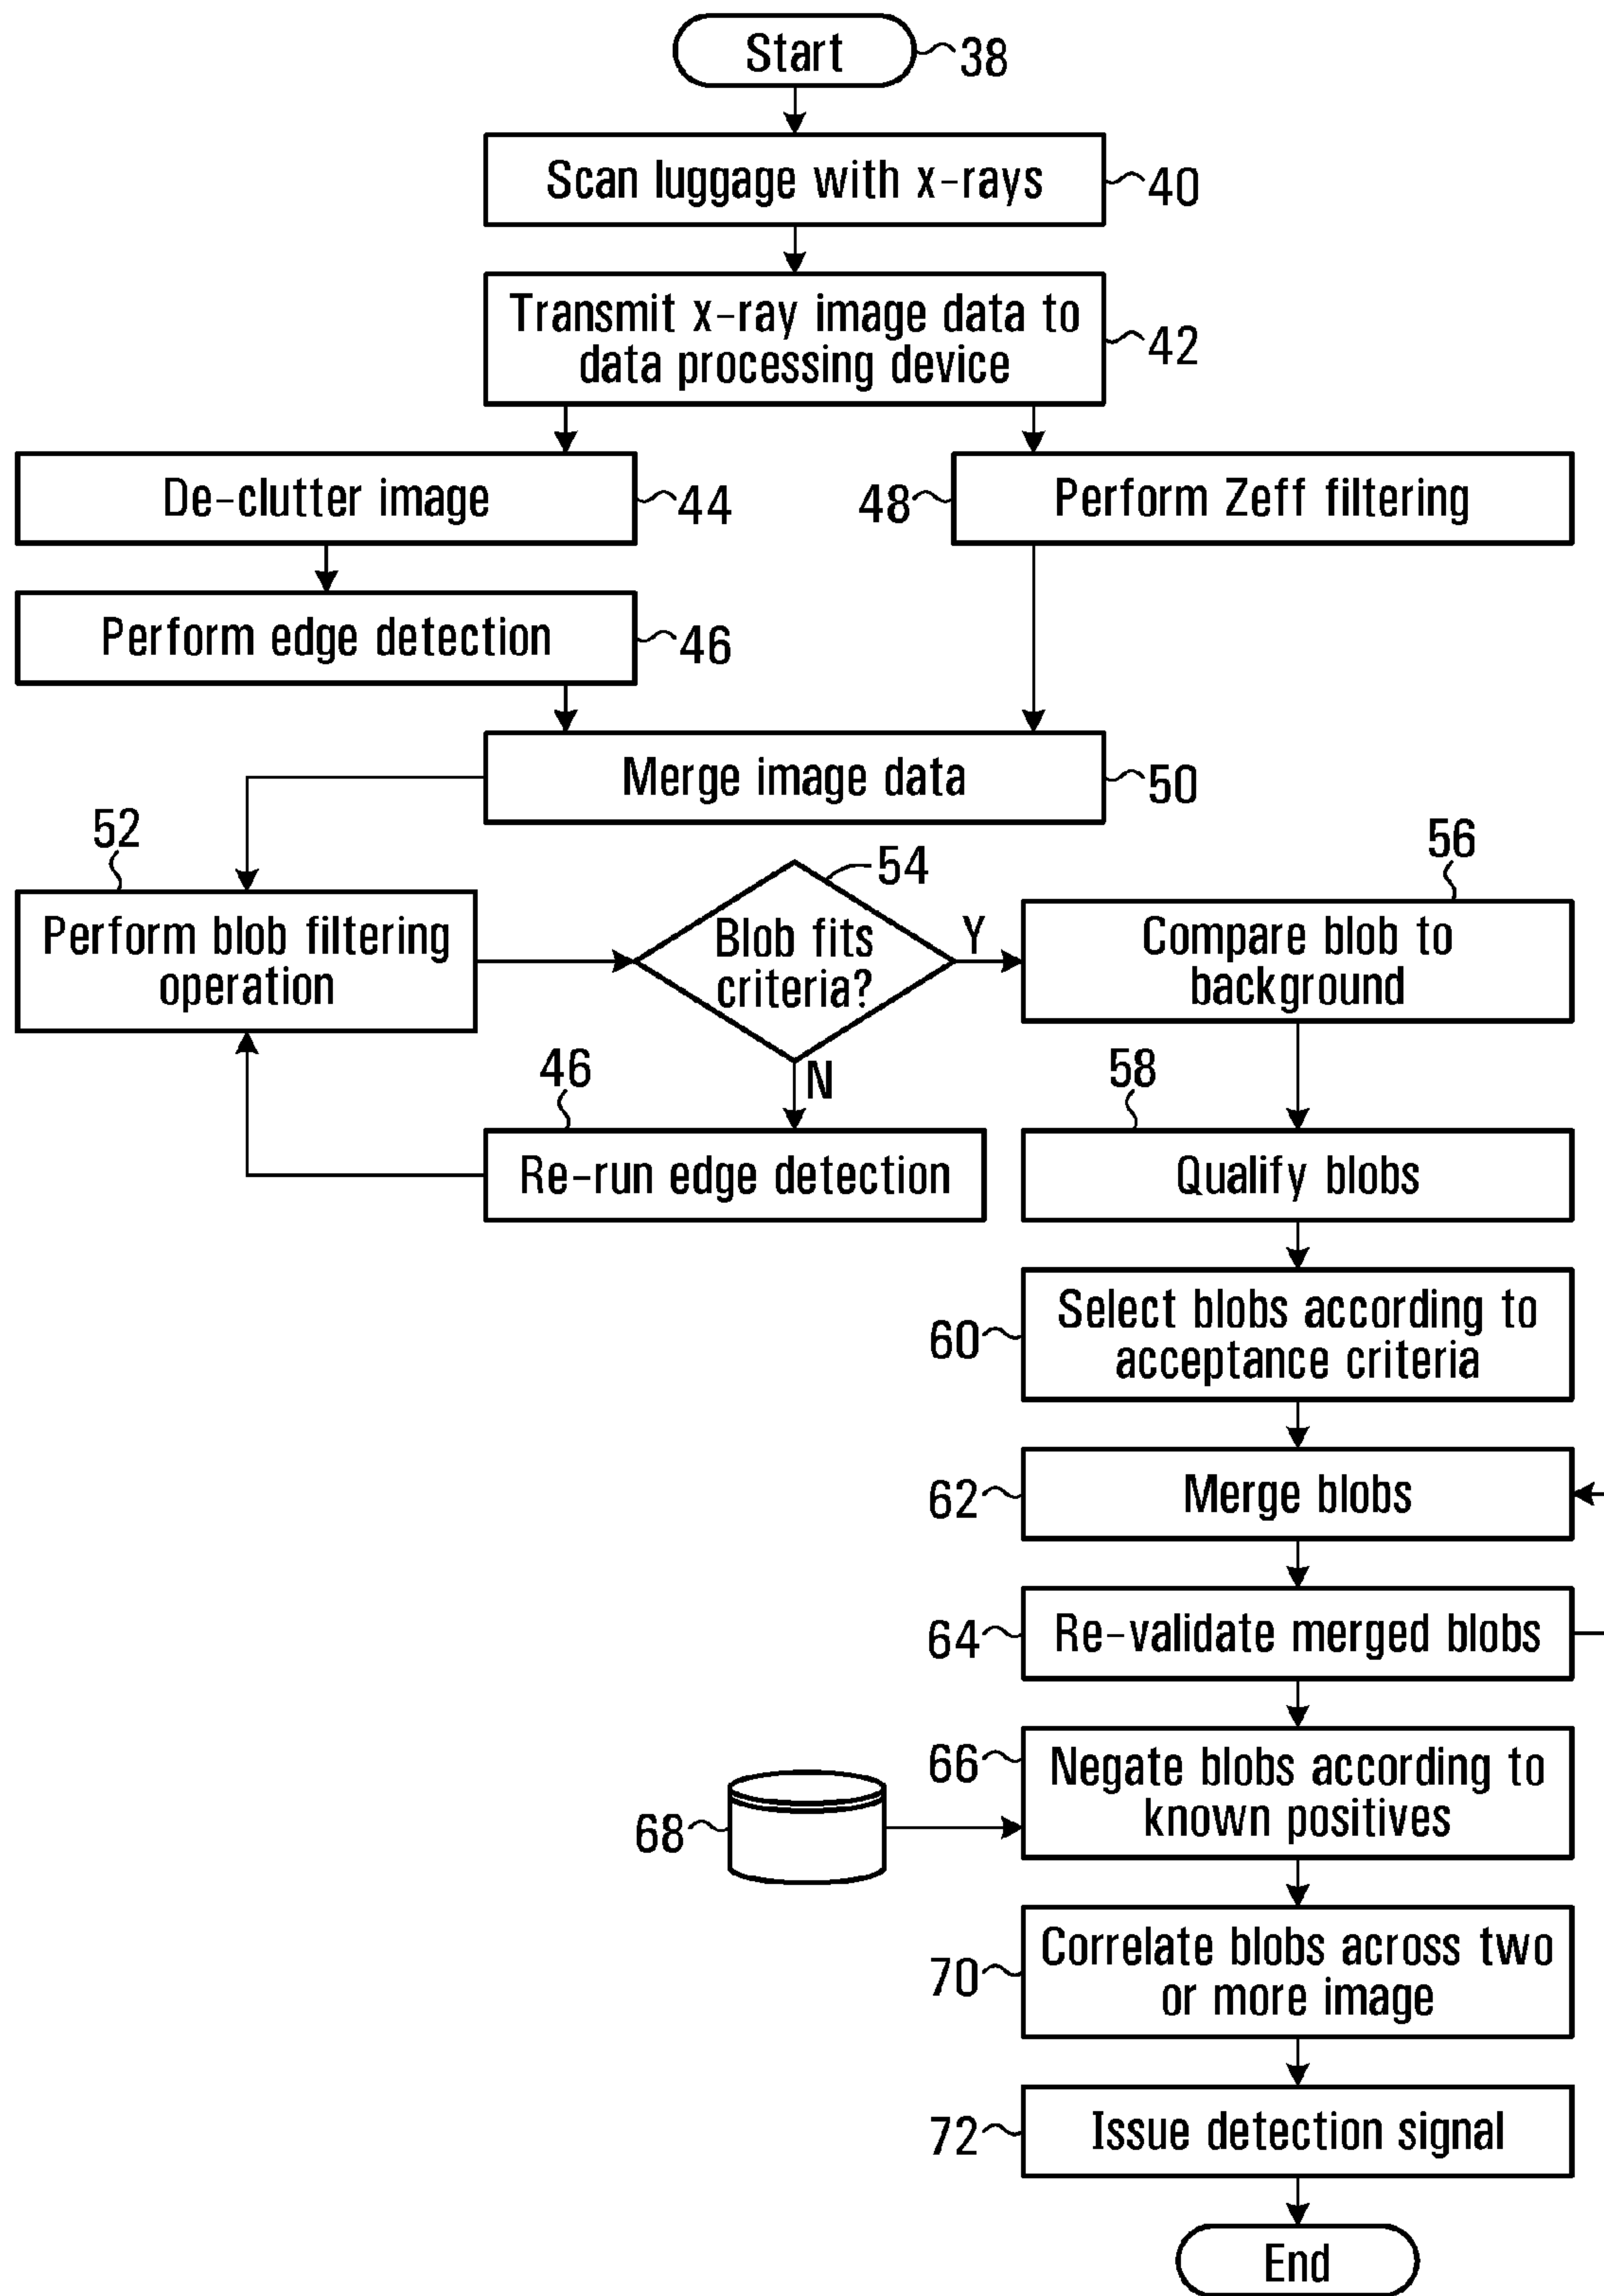 Start
38
Scan luggage with x-rays
40
Transmit x-ray image data to
data processing device
42
De-clutter image
44
48
Perform Zeff filtering
Perform edge detection
46
Merge image data
50
52
Perform blob filtering
operation
54
Blob fits
criteria?
Y
N
56
Compare blob to
background
46
Re-run edge detection
58
Qualify blobs
60
Select blobs according to
acceptance criteria
62
Merge blobs
64
Re-validate merged blobs
66
Negate blobs according to
known positives
68
70
Correlate blobs across two
or more image
72
Issue detection signal
End